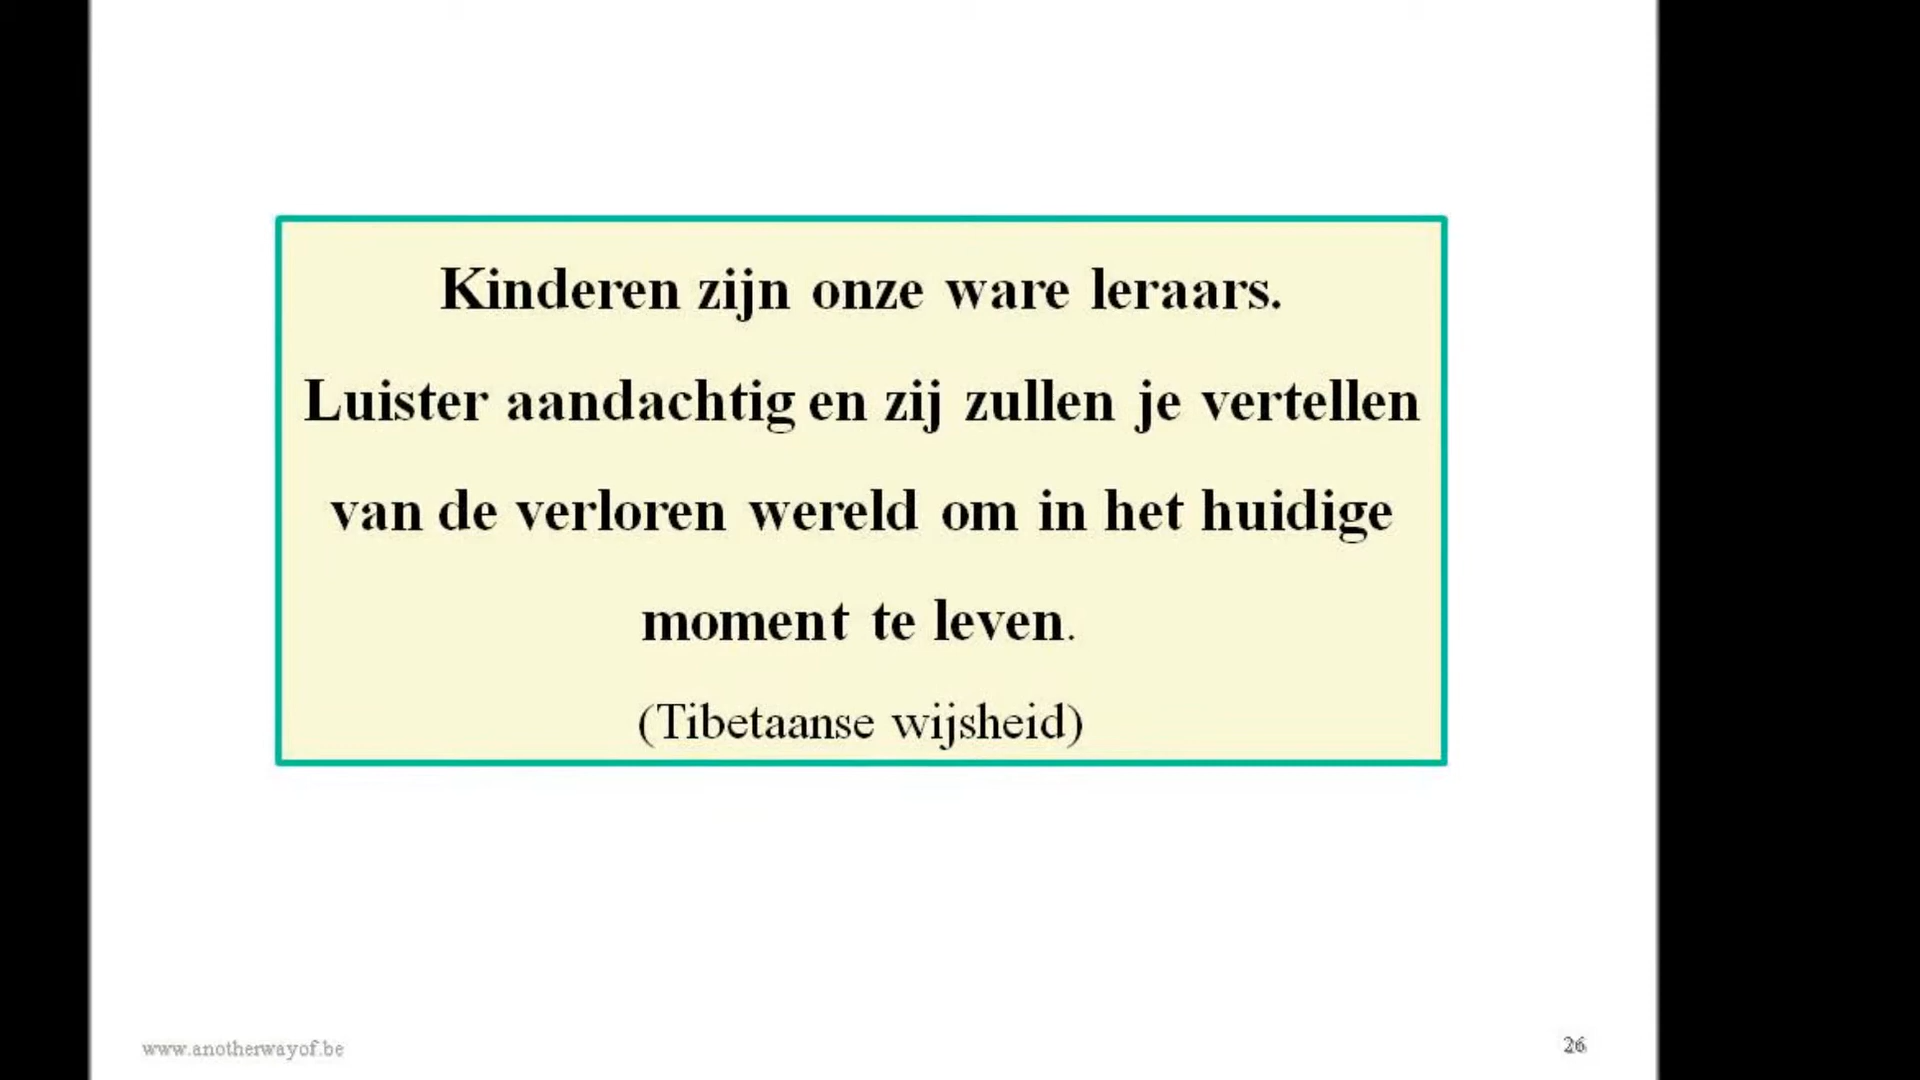 Kinderen zijn onze ware leraars.
Luister aandachtig en zij zullen je vertellen
van de verloren wereld om in het huidige
moment te leven.
(Tibetaanse wijsheid)
www.anotherwayof.be
26